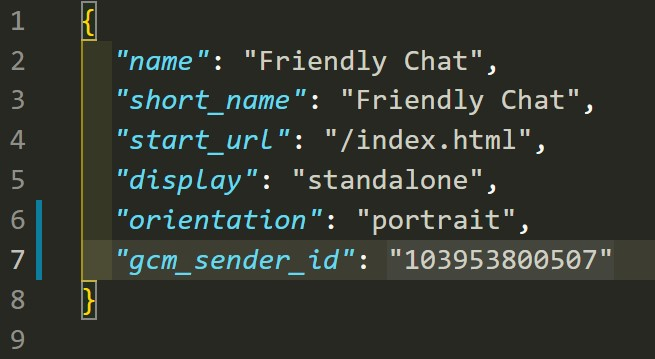 1 {
2 "name": "Friendly Chat",
3 "short_name": "Friendly Chat",
4 "start_url": "/index.html",
5 "display": "standalone",
6 "orientation": "portrait",
7 "gcm_sender_id": "103953800507"
8 }
9